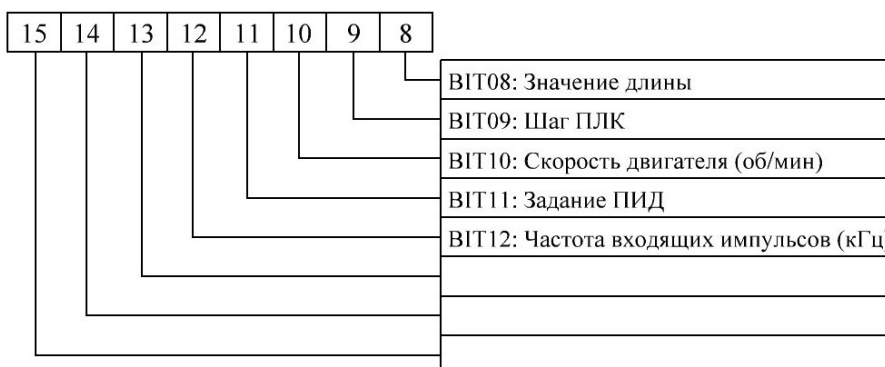 15 14 13 12 11 10 9 8
BIT08: Значение длины
BIT09: Шаг ПЛК
BIT10: Скорость двигателя (об/мин)
BIT11: Задание ПИД
BIT12: Частота входящих импульсов (кГц)